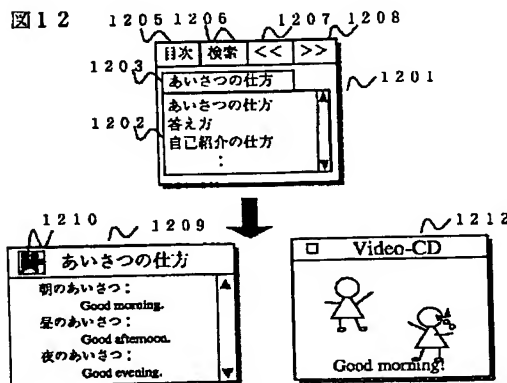 図12
1205 1206 1207 1208
目次 検索 << >>
1203
あいさつの仕方
1201
あいさつの仕方
答え方
1202
自己紹介の仕方
:
1210 1209
あいさつの仕方
朝のあいさつ:
Good morning.
昼のあいさつ:
Good afternoon.
夜のあいさつ:
Good evening.
1212
Video-CD
Good morning!